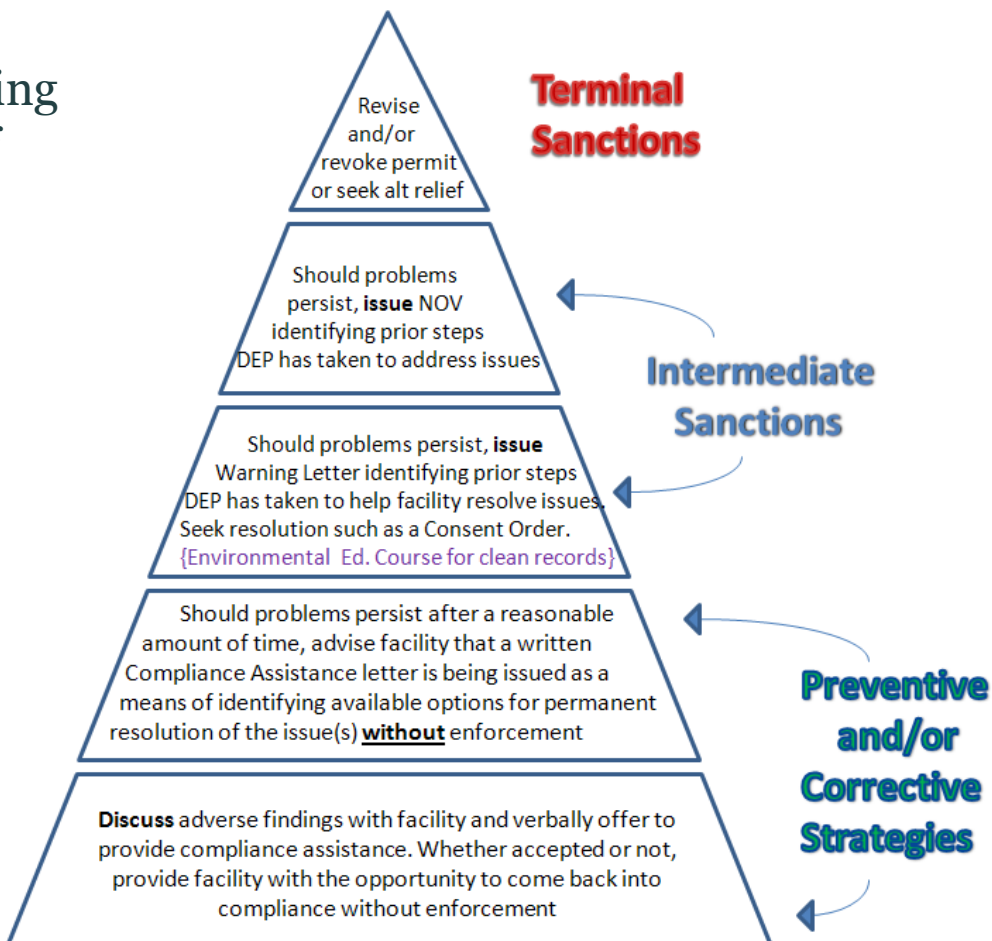 ing
Terminal
Sanctions
Revise
and/or
revoke permit
or seek alt relief
Should problems
persist, issue NOV
identifying prior steps
DEP has taken to address issues
Intermediate
Sanctions
Should problems persist, issue
Warning Letter identifying prior steps
DEP has taken to help facility resolve issues.
Seek resolution such as a Consent Order.
{Environmental Ed. Course for clean records}
Should problems persist after a reasonable
amount of time, advise facility that a written
Compliance Assistance letter is being issued as a
means of identifying available options for permanent
resolution of the issue(s) without enforcement
Preventive
and/or
Corrective
Strategies
Discuss adverse findings with facility and verbally offer to
provide compliance assistance. Whether accepted or not,
provide facility with the opportunity to come back into
compliance without enforcement